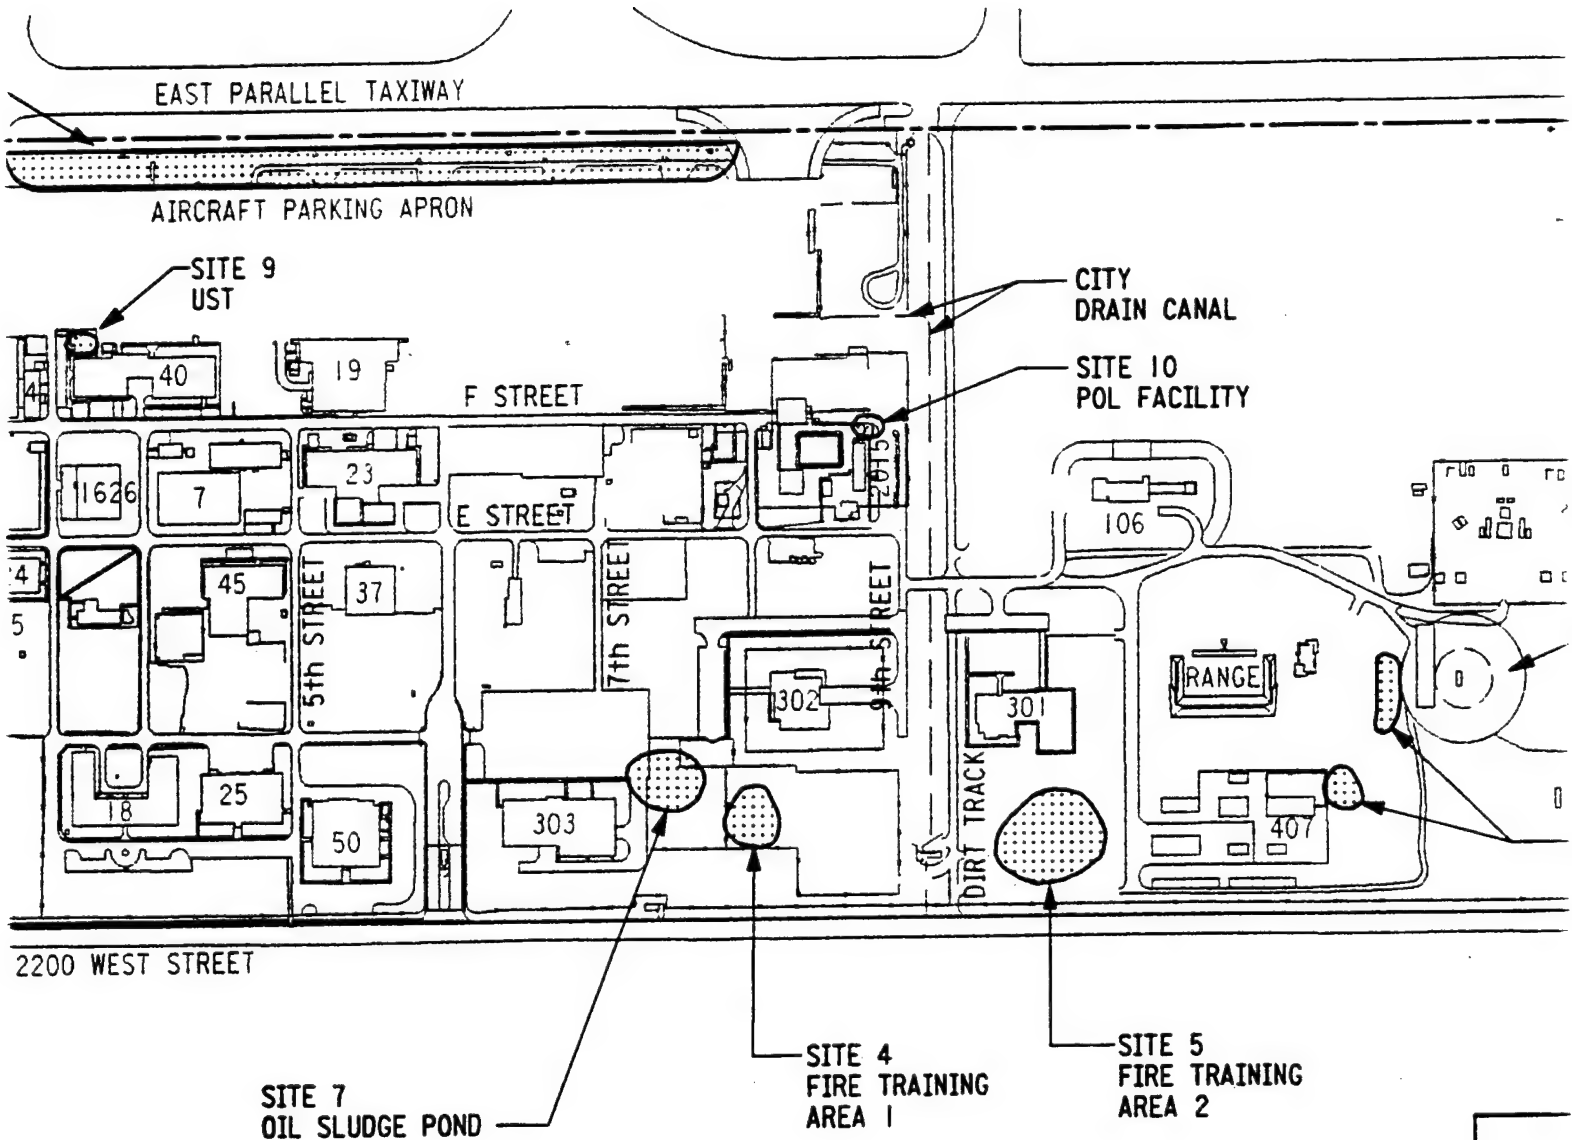 EAST PARALLEL TAXIWAY
AIRCRAFT PARKING APRON
SITE 9
UST
CITY
DRAIN CANAL
SITE 10
POL FACILITY
F STREET
4
40
19
1626
7
23
E STREET
2015
106
24
45
5th STREET
37
7th STREET
9th STREET
5
302
301
RANGE
18
25
50
303
DIRT TRACK
407
2200 WEST STREET
SITE 7
OIL SLUDGE POND
SITE 4
FIRE TRAINING
AREA 1
SITE 5
FIRE TRAINING
AREA 2